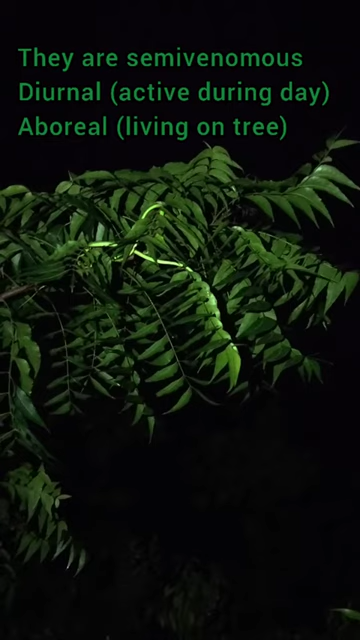 They are semivenomous
Diurnal (active during day)
Aboreal (living on tree)